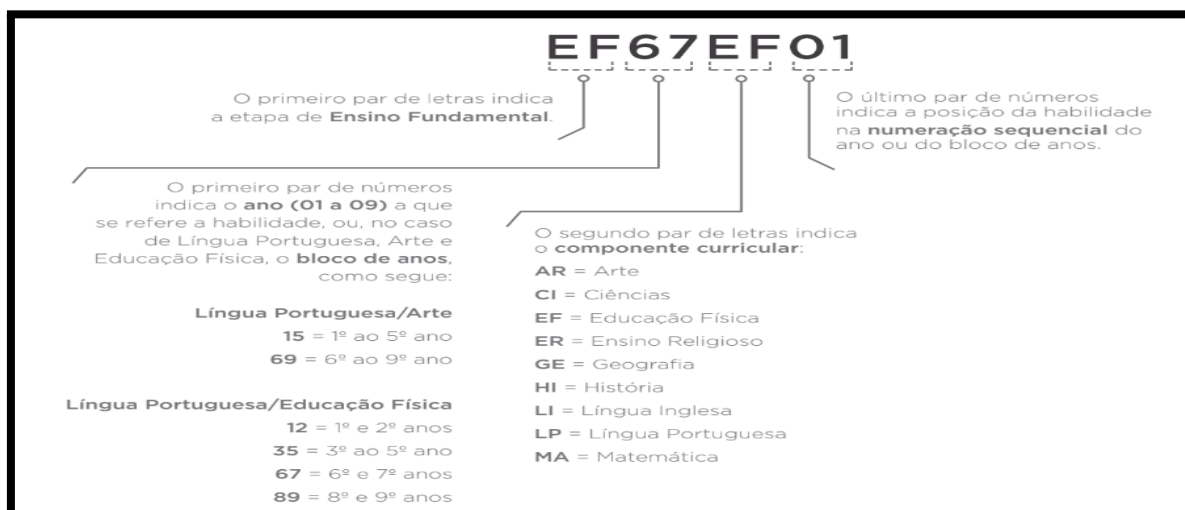 EF67EF01
O primeiro par de letras indica
a etapa de Ensino Fundamental.
O último par de números
indica a posição da habilidade
na numeração sequencial do
ano ou do bloco de anos.
O primeiro par de números
indica o ano (01 a 09) a que
se refere a habilidade, ou, no caso
de Língua Portuguesa, Arte e
Educação Física, o bloco de anos,
como segue:
Língua Portuguesa/Arte
15 = 1º ao 5º ano
69 = 6º ao 9º ano
Língua Portuguesa/Educação Física
12 = 1º e 2º anos
35 = 3º ao 5º ano
67 = 6º e 7º anos
89 = 8º e 9º anos
O segundo par de letras indica
o componente curricular:
AR = Arte
CI = Ciências
EF = Educação Física
ER = Ensino Religioso
GE = Geografia
HI = História
LI = Língua Inglesa
LP = Língua Portuguesa
MA = Matemática